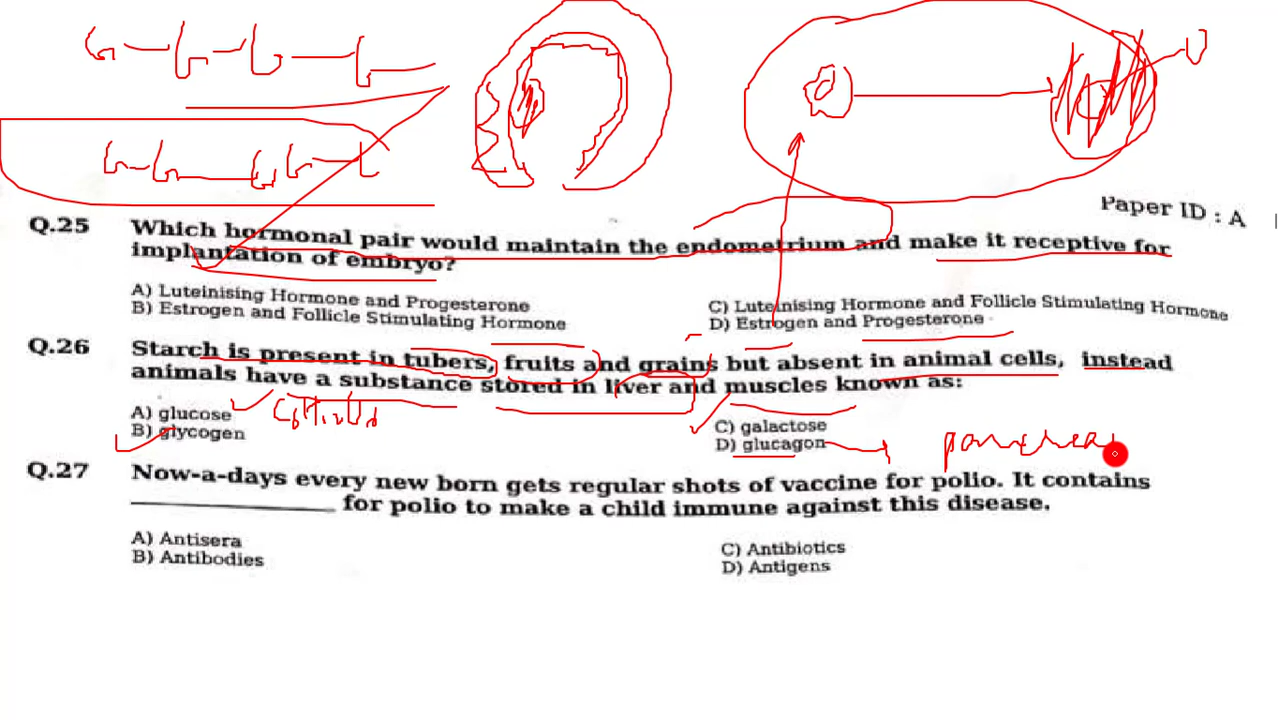 Paper ID : A
Q.25 Which hormonal pair would maintain the endometrium and make it receptive for
implantation of embryo?
A) Luteinising Hormone and Progesterone
B) Estrogen and Follicle Stimulating Hormone
C) Luteinising Hormone and Follicle Stimulating Hormone
D) Estrogen and Progesterone
Q.26 Starch is present in tubers, fruits and grains but absent in animal cells, instead
animals have a substance stored in liver and muscles known as:
A) glucose
B) glycogen
C) galactose
D) glucagon
Q.27 Now-a-days every new born gets regular shots of vaccine for polio. It contains
____________ for polio to make a child immune against this disease.
A) Antisera
B) Antibodies
C) Antibiotics
D) Antigens